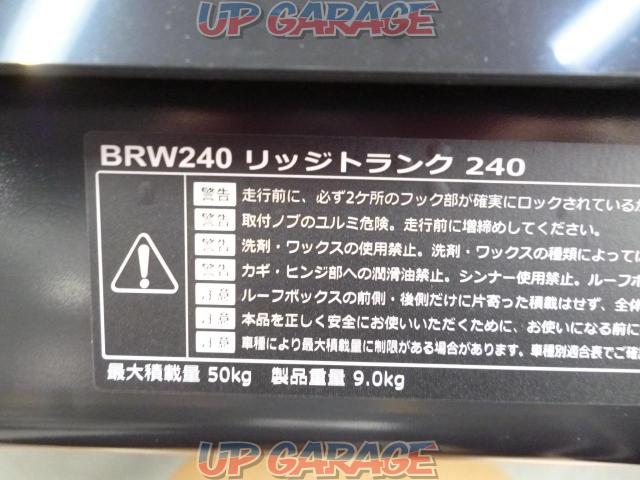 UP GARAGE
BRW240 リッジトランク 240
警告 走行前に、必ず2ケ所のフック部が確実にロックされているか
警告 取付ノブのユルミ危険。走行前に増締めしてください。
警告 洗剤・ワックスの使用禁止。洗剤・ワックスの種類によっては
警告 カギ・ヒンジ部への潤滑油禁止。シンナー使用禁止。ルーフボ
注意 ルーフボックスの前側・後側だけに片寄った積載はせず、全体
注意 本品を正しく安全にお使いいただくために、お使いになる前に
注意 車種により最大積載量に制限がある場合があります。車種別適合表でご確
最大積載量 50kg 製品重量 9.0kg
UP GARAGE